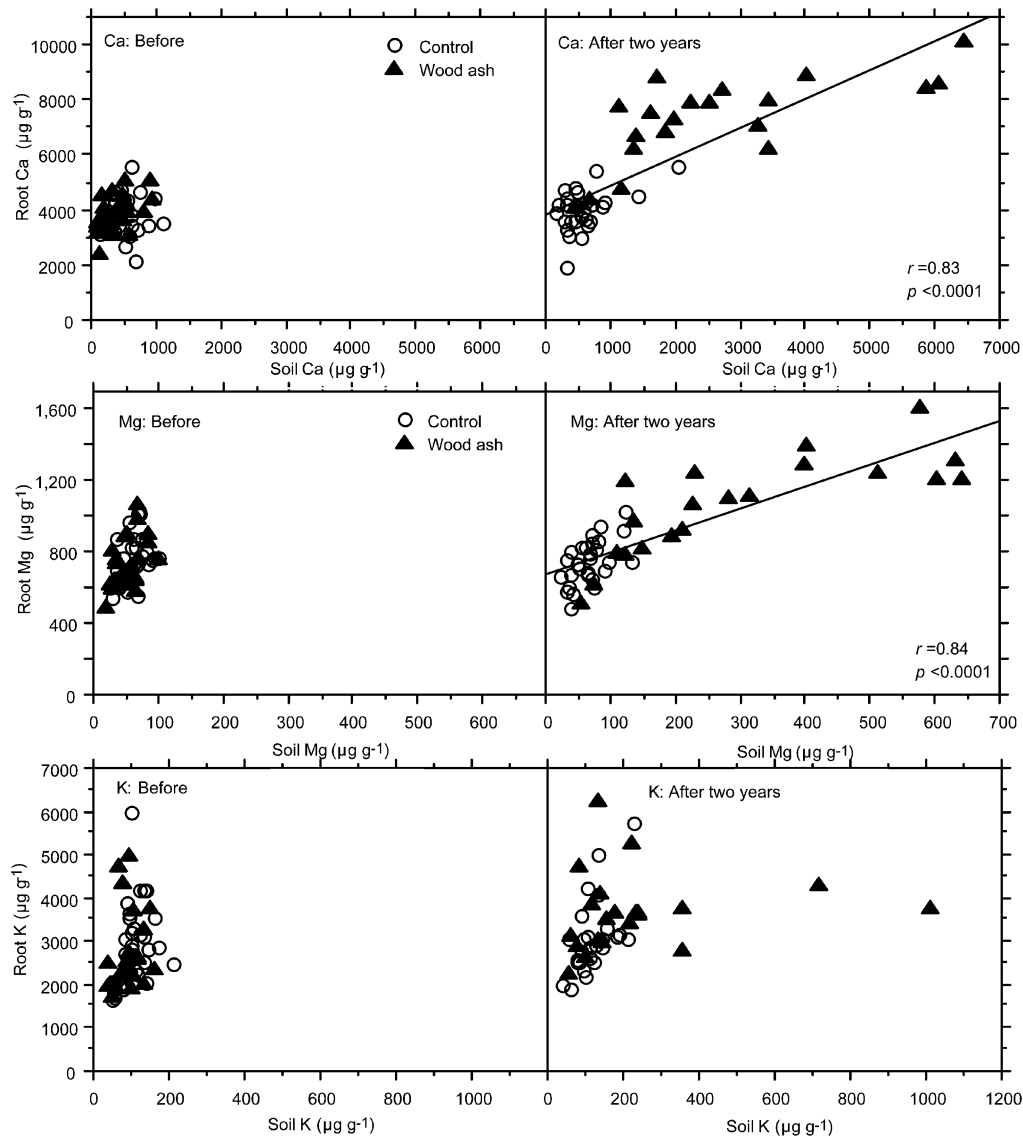 Ca: Before
Control
Wood ash
Ca: After two years
Root Ca (µg g-1)
10000
8000
6000
4000
2000
0
r =0.83
p <0.0001
0 1000 2000 3000 4000 5000 6000 0 1000 2000 3000 4000 5000 6000 7000
Soil Ca (µg g-1) Soil Ca (µg g-1)
Mg: Before
Control
Wood ash
Mg: After two years
Root Mg (µg g-1)
1,600
1,200
800
400
0
r =0.84
p <0.0001
0 100 200 300 400 500 600 0 100 200 300 400 500 600 700
Soil Mg (µg g-1) Soil Mg (µg g-1)
K: Before
K: After two years
Root K (µg g-1)
7000
6000
5000
4000
3000
2000
1000
0
0 200 400 600 800 1000 0 200 400 600 800 1000 1200
Soil K (µg g-1) Soil K (µg g-1)